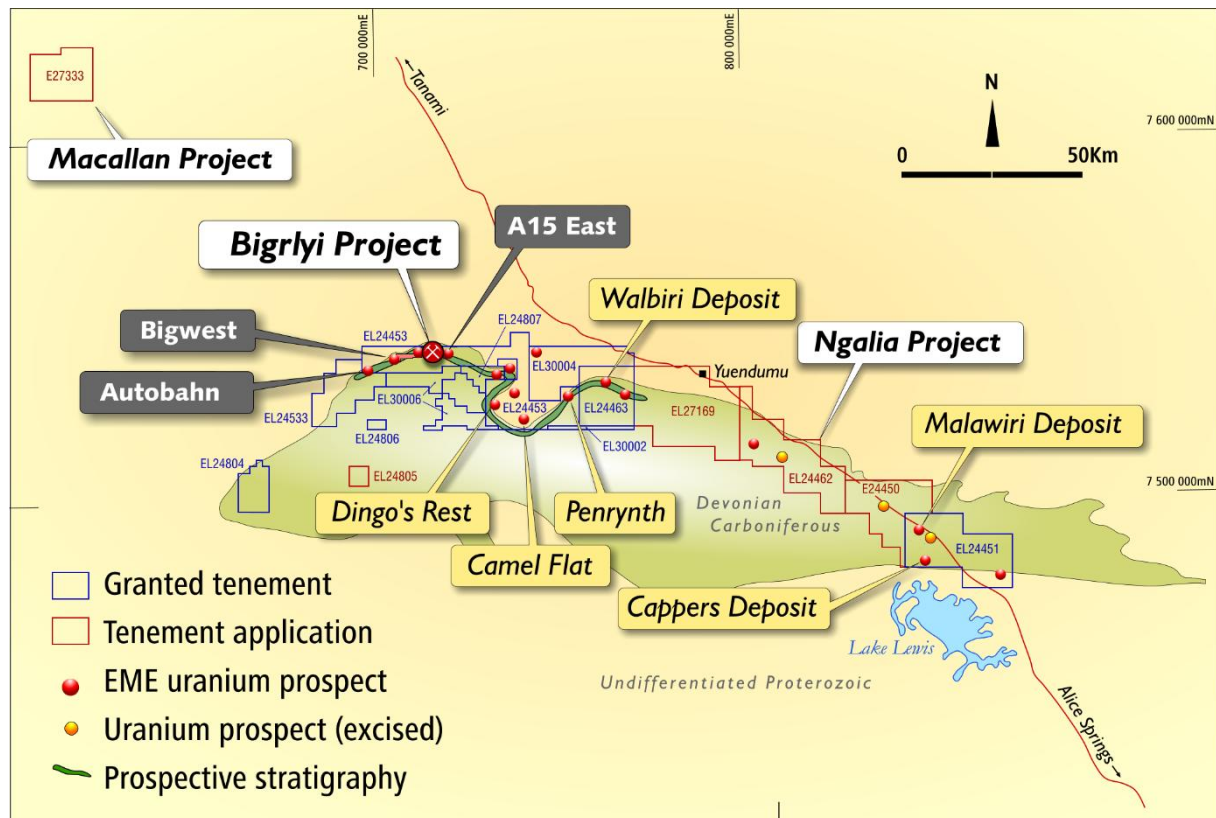 700 000mE
800 000mE
7 600 000mN
7 500 000mN
N
0 50Km
←Tanami
E27333
Macallan Project
A15 East
Bigrlyi Project
Walbiri Deposit
Bigwest
EL24453
EL24807
Ngalia Project
Autobahn
EL30004
Yuendumu
EL30006
EL24453
EL24463
EL27169
EL24533
EL24806
EL30002
Malawiri Deposit
EL24804
EL24805
EL24462
E24450
Dingo's Rest
Penrynth
Devonian
Carboniferous
EL24451
Camel Flat
Cappers Deposit
Lake Lewis
Undifferentiated Proterozoic
Alice Springs→
Granted tenement
Tenement application
EME uranium prospect
Uranium prospect (excised)
Prospective stratigraphy